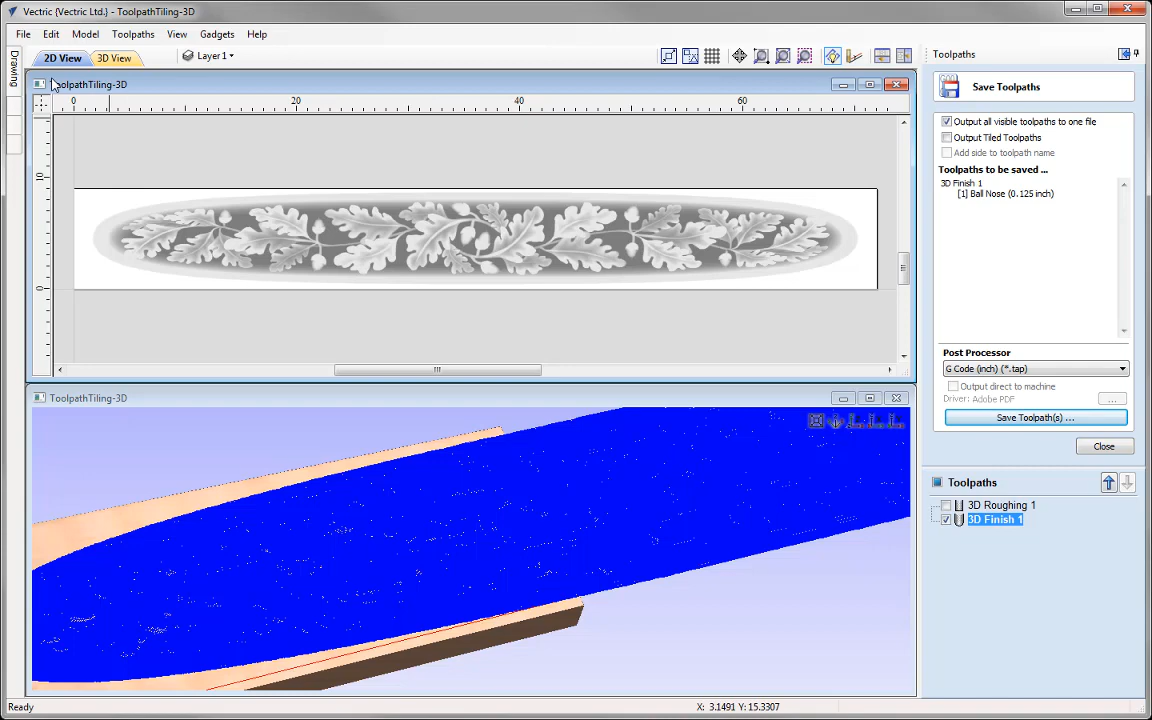 Vectric {Vectric Ltd.} - ToolpathTiling-3D
File Edit Model Toolpaths View Gadgets Help
2D View 3D View Layer 1
Drawing
ToolpathTiling-3D
0 20 40 60
10
0
ToolpathTiling-3D
Toolpaths
Save Toolpaths
Output all visible toolpaths to one file
Output Tiled Toolpaths
Add side to toolpath name
Toolpaths to be saved ...
3D Finish 1
[1] Ball Nose (0.125 inch)
Post Processor
G Code (inch) (*.tap)
Output direct to machine
Driver: Adobe PDF ...
Save Toolpath(s) ...
Close
Toolpaths
3D Roughing 1
3D Finish 1
Ready
X: 3.1491 Y: 15.3307